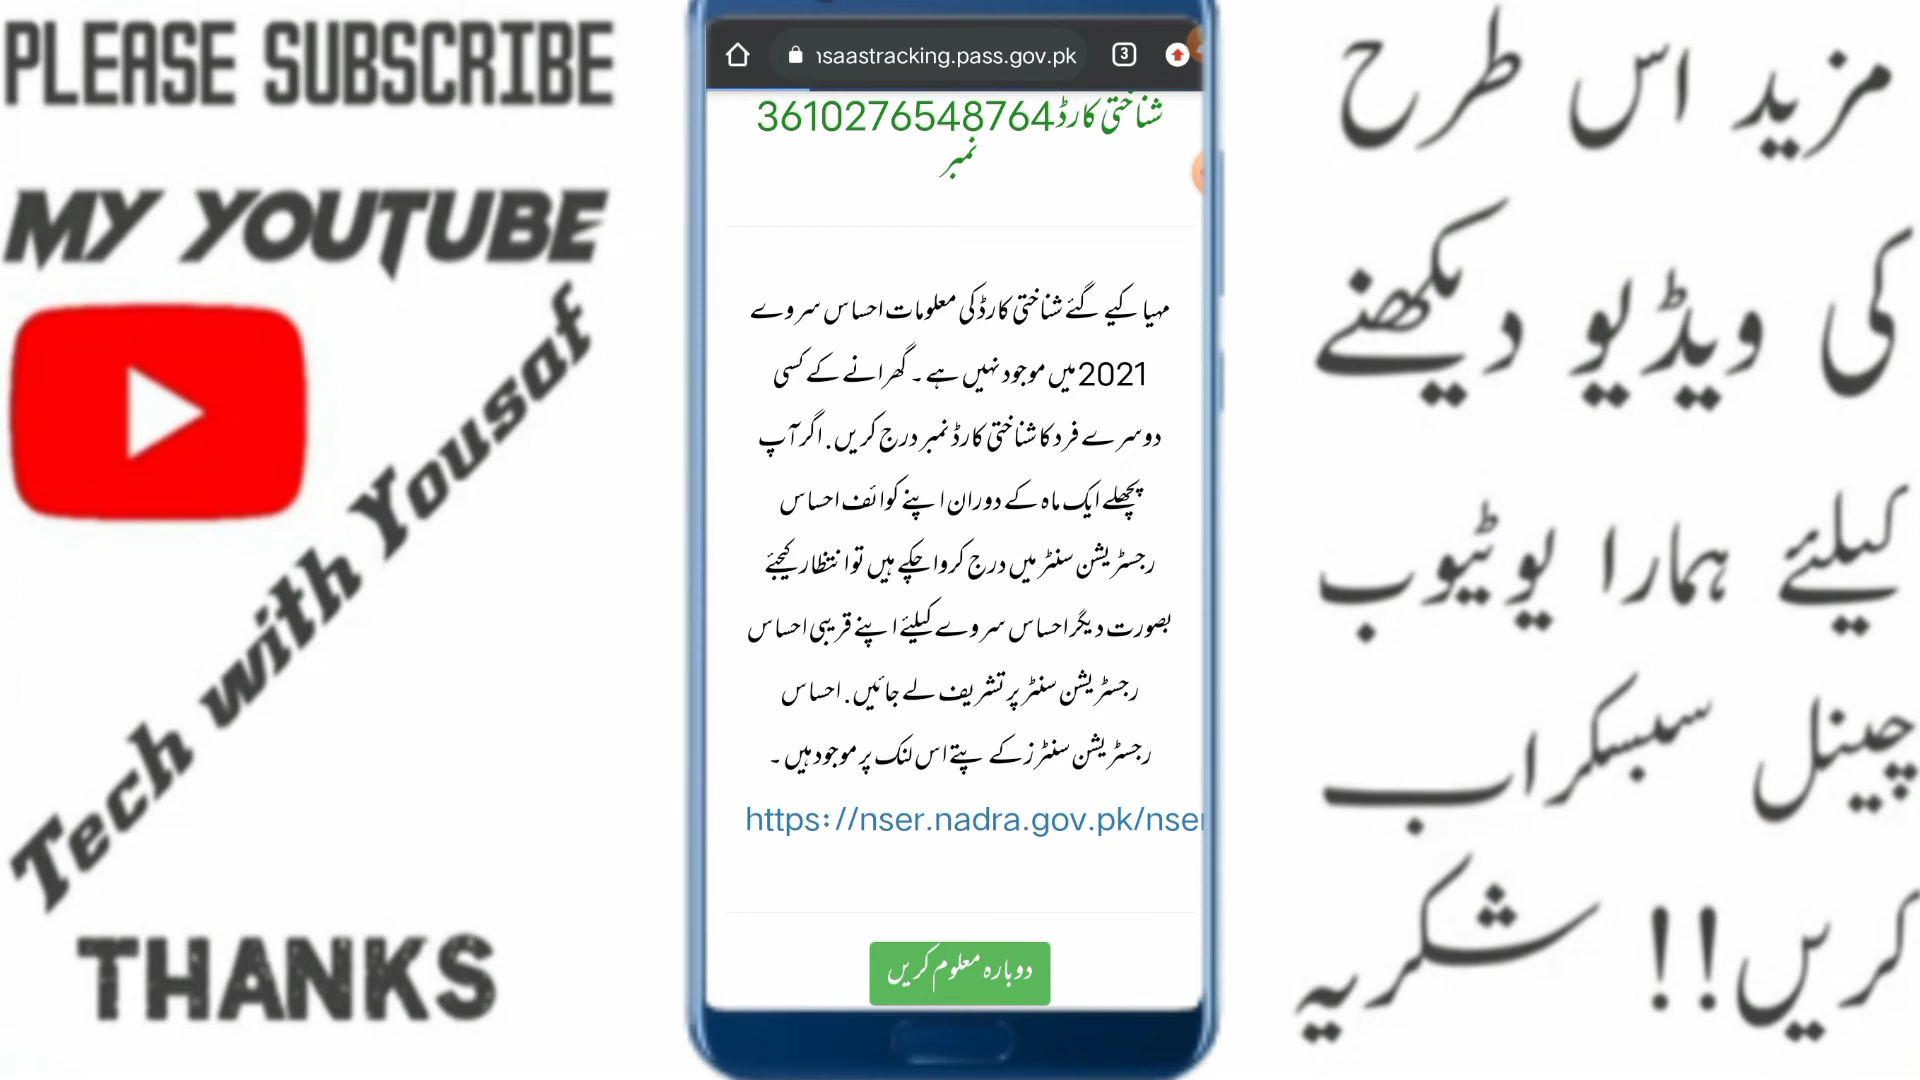 PLEASE SUBSCRIBE
MY YOUTUBE
Tech with Yousaf
THANKS
nsaastracking.pass.gov.pk
3
شناختی کارڈ3610276548764
نمبر
مہیا کیے گئے شناختی کارڈ کی معلومات احساس سروے
2021 میں موجود نہیں ہے ۔ گھرانے کے کسی
دوسرے فرد کا شناختی کارڈ نمبر درج کریں. اگر آپ
پچھلے ایک ماہ کے دوران اپنے کوائف احساس
رجسٹریشن سنٹر میں درج کروا چکے ہیں تو انتظار کیجئے
بصورت دیگر احساس سروے کیلئے اپنے قریبی احساس
رجسٹریشن سنٹر پر تشریف لے جائیں. احساس
رجسٹریشن سنٹرز کے پتے اس لنک پر موجود ہیں ۔
https://nser.nadra.gov.pk/nser
دوبارہ معلوم کریں
مزید اس طرح
کی ویڈیو دیکھنے
کیلئے ہمارا یوٹیوب
چینل سبسکراب
کریں!! شکریہ